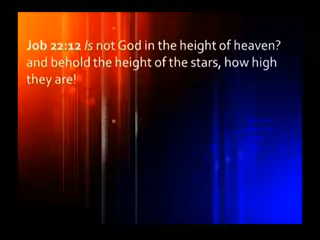 Job 22:12 Is not God in the height of heaven?
and behold the height of the stars, how high
they are!